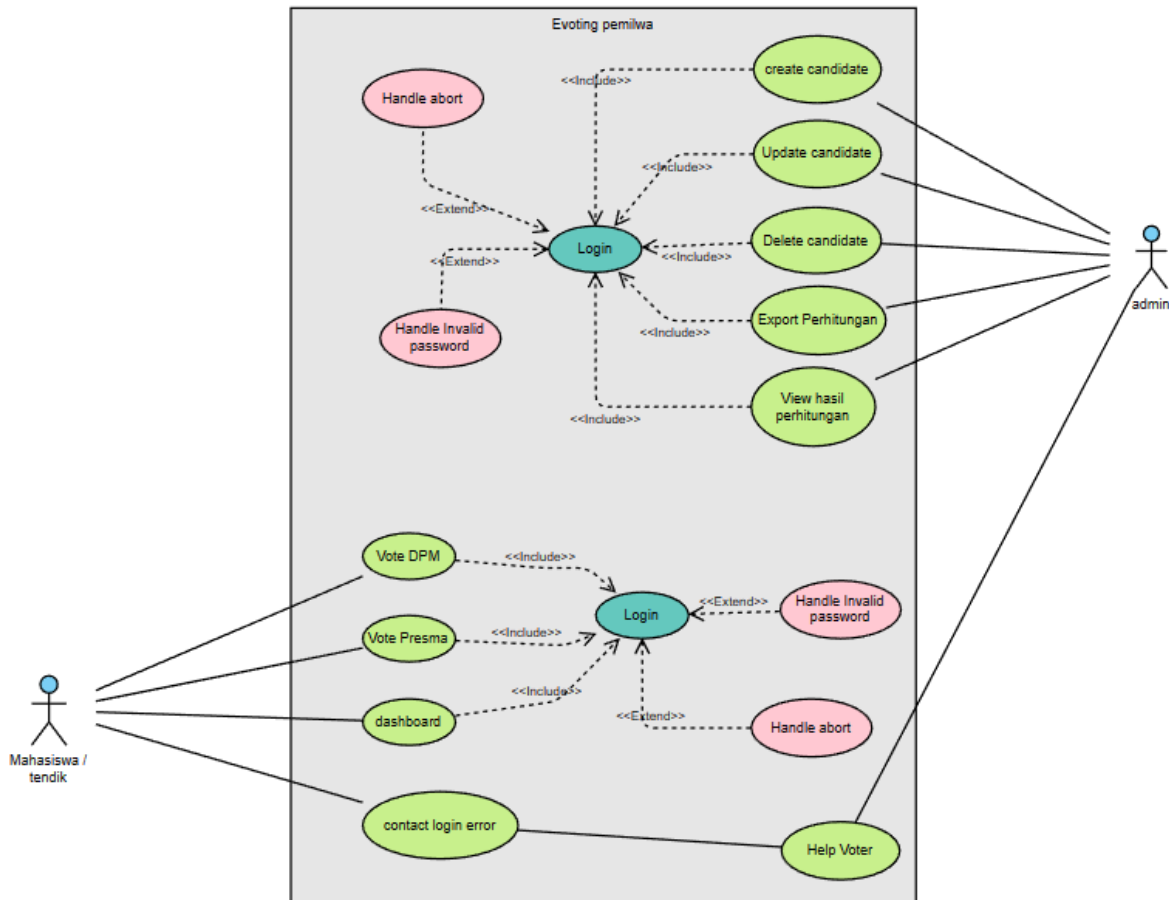 Evoting pemilwa
create candidate
<<Include>>
Handle abort
Update candidate
<<Include>>
<<Extend>>
Login
Delete candidate
<<Include>>
<<Extend>>
Handle Invalid
password
Export Perhitungan
<<Include>>
admin
View hasil
perhitungan
<<Include>>
Vote DPM
<<Include>>
Login
<<Extend>>
Handle Invalid
password
Vote Presma
<<Include>>
<<Include>>
dashboard
<<Extend>>
Handle abort
Mahasiswa /
tendik
contact login error
Help Voter